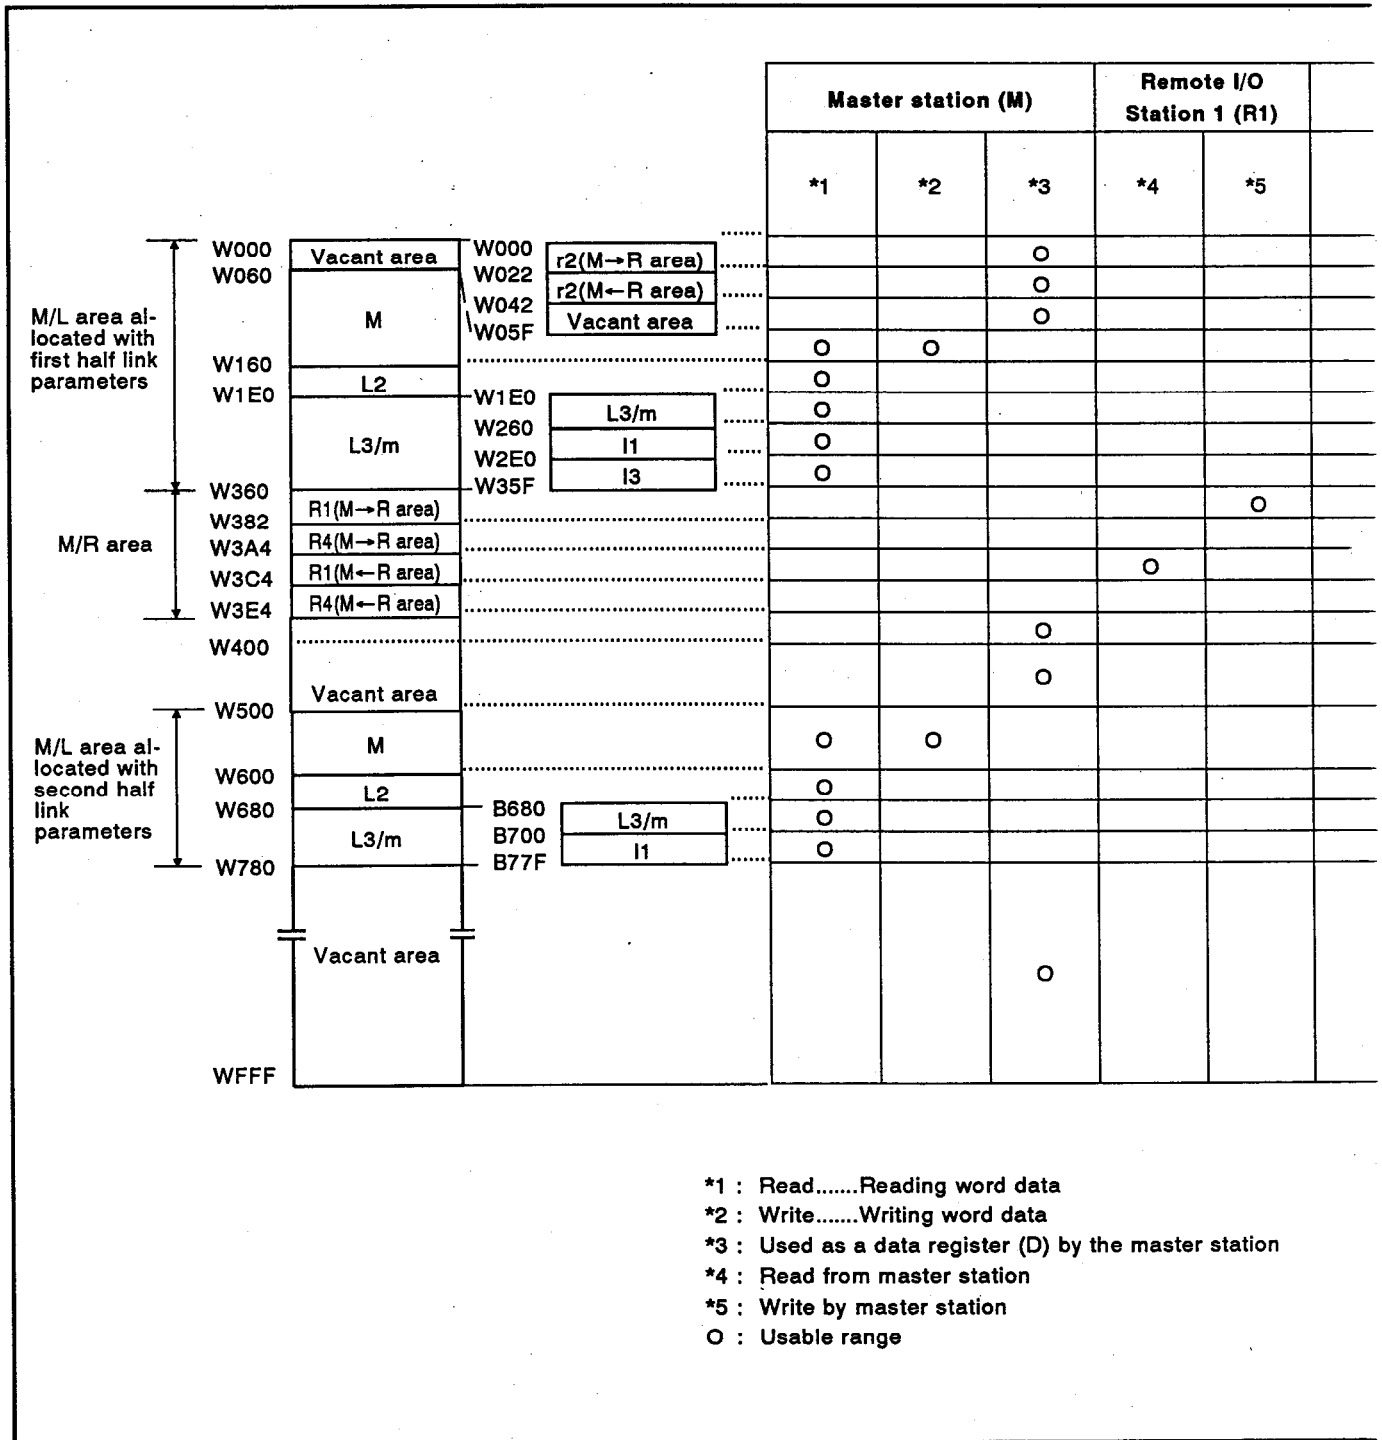 Master station (M)
Remote I/O
Station 1 (R1)
*1 *2 *3 *4 *5
W000 Vacant area W000 r2(M→R area) O
W060 W022 r2(M←R area) O
W042 Vacant area O
W05F
M/L area al-
located with
first half link
parameters
M O O
W160 L2 O
W1E0 W1E0 L3/m O
L3/m W260 l1 O
W2E0 l3 O
W35F
W360 R1(M→R area) O
W382 R4(M→R area)
M/R area
W3A4 R1(M←R area) O
W3C4 R4(M←R area)
W3E4 O
W400 O
Vacant area
W500 M O O
M/L area al-
located with
second half
link
parameters
W600 L2 O
W680 L3/m B680 L3/m O
B700 l1 O
W780 B77F
Vacant area O
WFFF
*1 : Read.......Reading word data
*2 : Write.......Writing word data
*3 : Used as a data register (D) by the master station
*4 : Read from master station
*5 : Write by master station
O : Usable range